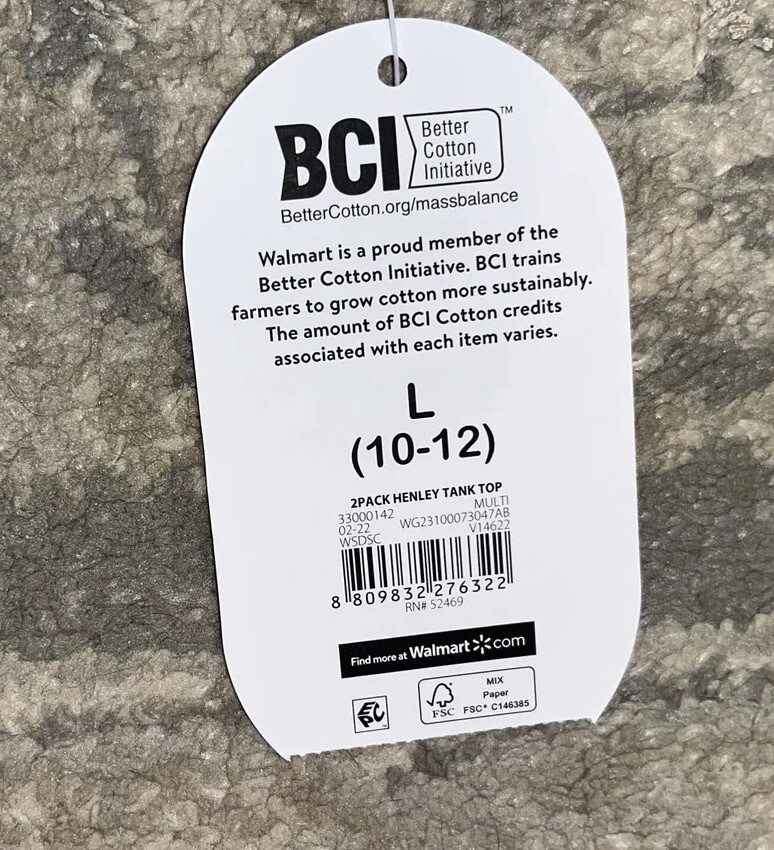 BCI Better
Cotton
Initiative™
BetterCotton.org/massbalance
Walmart is a proud member of the
Better Cotton Initiative. BCI trains
farmers to grow cotton more sustainably.
The amount of BCI Cotton credits
associated with each item varies.
L
(10-12)
2PACK HENLEY TANK TOP
33000142 MULTI
02-22 WG23100073047AB
WSDSC V14622
8 809832 276322
RN# 52469
Find more at Walmart.com
EPC™
FSC MIX
Paper
FSC® C146385